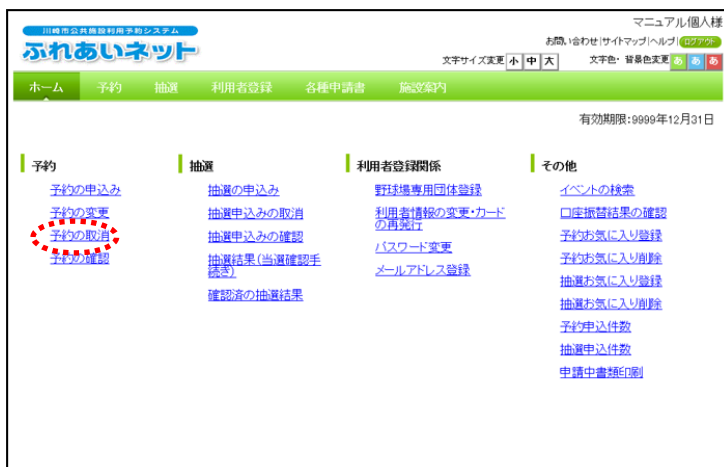 マニュアル個人様
川崎市公共施設利用予約システム
ふれあいネット
お問い合わせ|サイトマップ|ヘルプ|ログアウト
文字サイズ変更 小 中 大 文字色・背景色変更 あ あ あ
ホーム 予約 抽選 利用者登録 各種申請書 施設案内
有効期限:9999年12月31日
予約
予約の申込み
予約の変更
予約の取消
予約の確認
抽選
抽選の申込み
抽選申込みの取消
抽選申込みの確認
抽選結果(当選確認手
続き)
確認済の抽選結果
利用者登録関係
野球場専用団体登録
利用者情報の変更・カード
の再発行
パスワード変更
メールアドレス登録
その他
イベントの検索
口座振替結果の確認
予約お気に入り登録
予約お気に入り削除
抽選お気に入り登録
抽選お気に入り削除
予約申込件数
抽選申込件数
申請中書類印刷